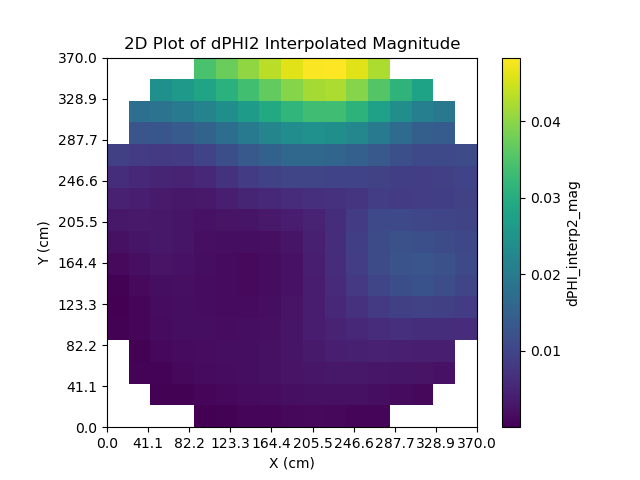 2D Plot of dPHI2 Interpolated Magnitude
370.0
328.9
287.7
246.6
205.5
164.4
123.3
82.2
41.1
0.0
Y (cm)
0.0 41.1 82.2 123.3 164.4 205.5 246.6 287.7 328.9 370.0
X (cm)
0.04
0.03
0.02
0.01
dPHI_interp2_mag